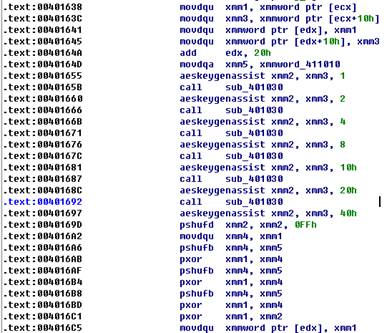 .text:00401638 movdqu xmm1, xmmword ptr [ecx]
.text:0040163C movdqu xmm3, xmmword ptr [ecx+10h]
.text:00401641 movdqu xmmword ptr [edx], xmm1
.text:00401645 movdqu xmmword ptr [edx+10h], xmm3
.text:0040164A add edx, 20h
.text:0040164D movdqa xmm5, xmmword_411010
.text:00401655 aeskeygenassist xmm2, xmm3, 1
.text:0040165B call sub_401030
.text:00401660 aeskeygenassist xmm2, xmm3, 2
.text:00401666 call sub_401030
.text:0040166B aeskeygenassist xmm2, xmm3, 4
.text:00401671 call sub_401030
.text:00401676 aeskeygenassist xmm2, xmm3, 8
.text:0040167C call sub_401030
.text:00401681 aeskeygenassist xmm2, xmm3, 10h
.text:00401687 call sub_401030
.text:0040168C aeskeygenassist xmm2, xmm3, 20h
.text:00401692 call sub_401030
.text:00401697 aeskeygenassist xmm2, xmm3, 40h
.text:0040169D pshufd xmm2, xmm2, 0FFh
.text:004016A2 movdqu xmm4, xmm1
.text:004016A6 pshufb xmm4, xmm5
.text:004016AB pxor xmm1, xmm4
.text:004016AF pshufb xmm4, xmm5
.text:004016B4 pxor xmm1, xmm4
.text:004016B8 pshufb xmm4, xmm5
.text:004016BD pxor xmm1, xmm4
.text:004016C1 pxor xmm1, xmm2
.text:004016C5 movdqu xmmword ptr [edx], xmm1